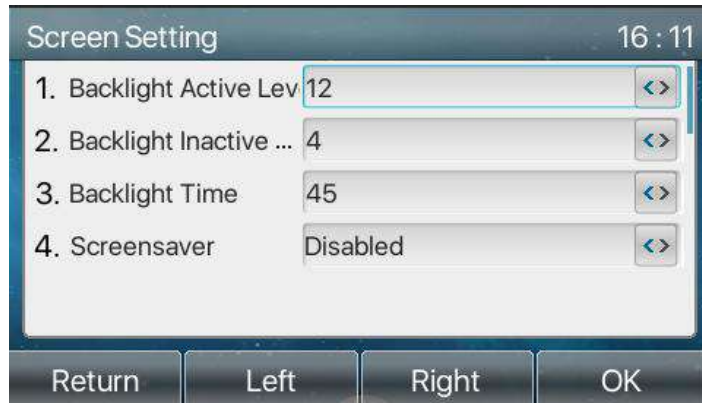 Screen Setting 16:11
1. Backlight Active Lev 12
2. Backlight Inactive ... 4
3. Backlight Time 45
4. Screensaver Disabled
Return Left Right OK